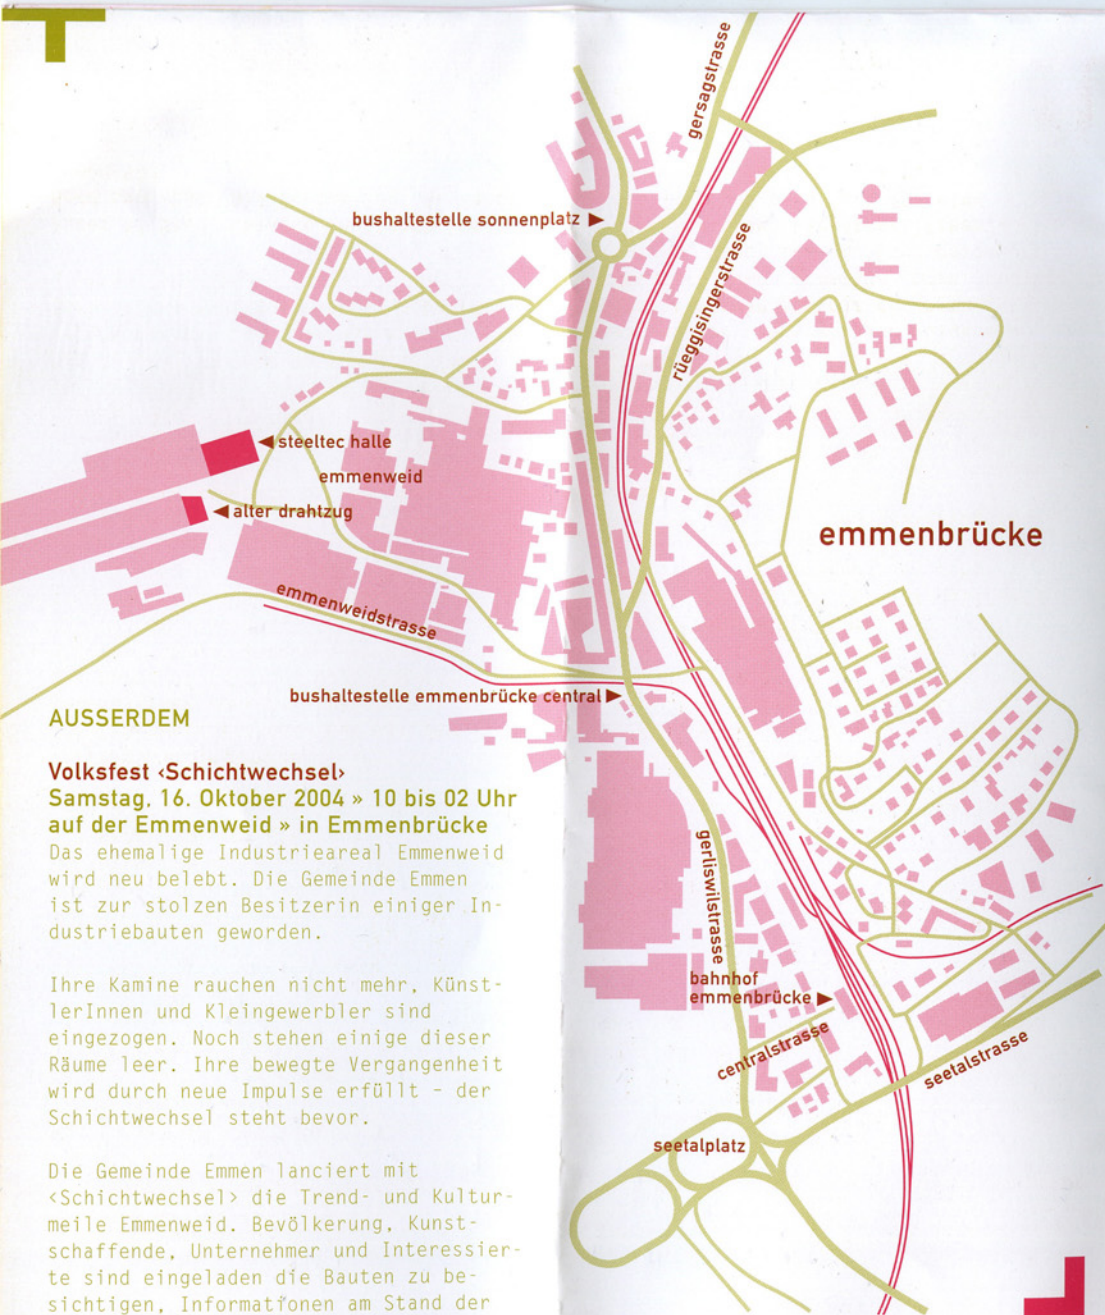 gersagstrasse
bushaltestelle sonnenplatz
rüeggisingerstrasse
steeltec halle
emmenweid
alter drahtzug
emmenbrücke
emmenweidstrasse
bushaltestelle emmenbrücke central
AUSSERDEM
Volksfest ‹Schichtwechsel›
Samstag, 16. Oktober 2004 » 10 bis 02 Uhr
auf der Emmenweid » in Emmenbrücke
Das ehemalige Industrieareal Emmenweid
wird neu belebt. Die Gemeinde Emmen
ist zur stolzen Besitzerin einiger In-
dustriebauten geworden.
Ihre Kamine rauchen nicht mehr, Künst-
lerInnen und Kleingewerbler sind
eingezogen. Noch stehen einige dieser
Räume leer. Ihre bewegte Vergangenheit
wird durch neue Impulse erfüllt – der
Schichtwechsel steht bevor.
Die Gemeinde Emmen lanciert mit
‹Schichtwechsel› die Trend- und Kultur-
meile Emmenweid. Bevölkerung, Kunst-
schaffende, Unternehmer und Interessier-
te sind eingeladen die Bauten zu be-
sichtigen, Informationen am Stand der
gerliswilstrasse
bahnhof
emmenbrücke
centralstrasse
seetalstrasse
seetalplatz